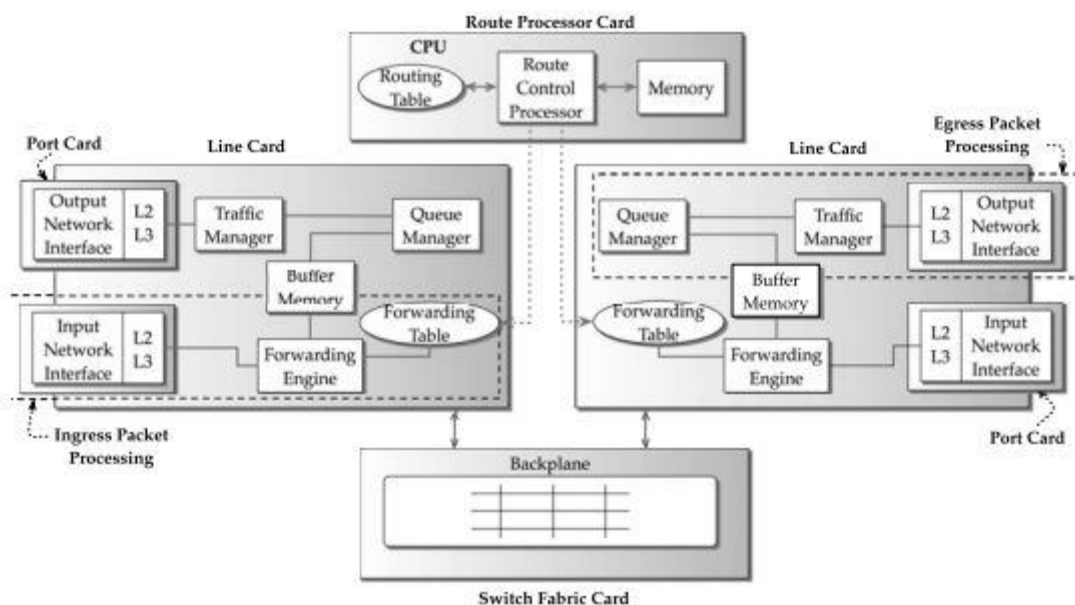 Route Processor Card
CPU
Routing
Table
Route
Control
Processor
Memory
Port Card
Line Card
Output
Network
Interface
L2
L3
Traffic
Manager
Queue
Manager
Buffer
Memory
Input
Network
Interface
L2
L3
Forwarding
Engine
Forwarding
Table
Ingress Packet
Processing
Line Card
Egress Packet
Processing
Queue
Manager
Traffic
Manager
L2
L3
Output
Network
Interface
Buffer
Memory
Forwarding
Table
Forwarding
Engine
L2
L3
Input
Network
Interface
Port Card
Backplane
Switch Fabric Card